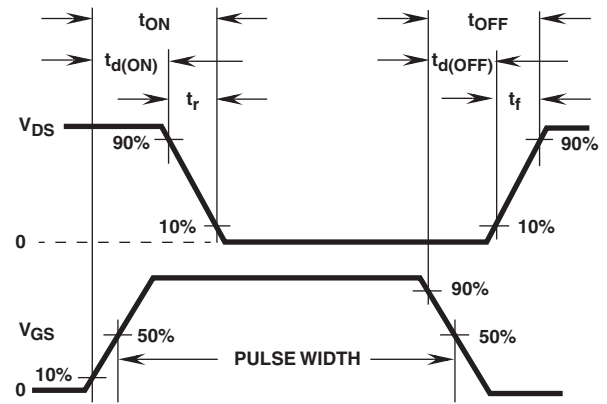 tON tOFF
td(ON) td(OFF)
tr tf
VDS
90% 90%
10% 10%
0
90%
VGS 50% 50%
PULSE WIDTH
10%
0